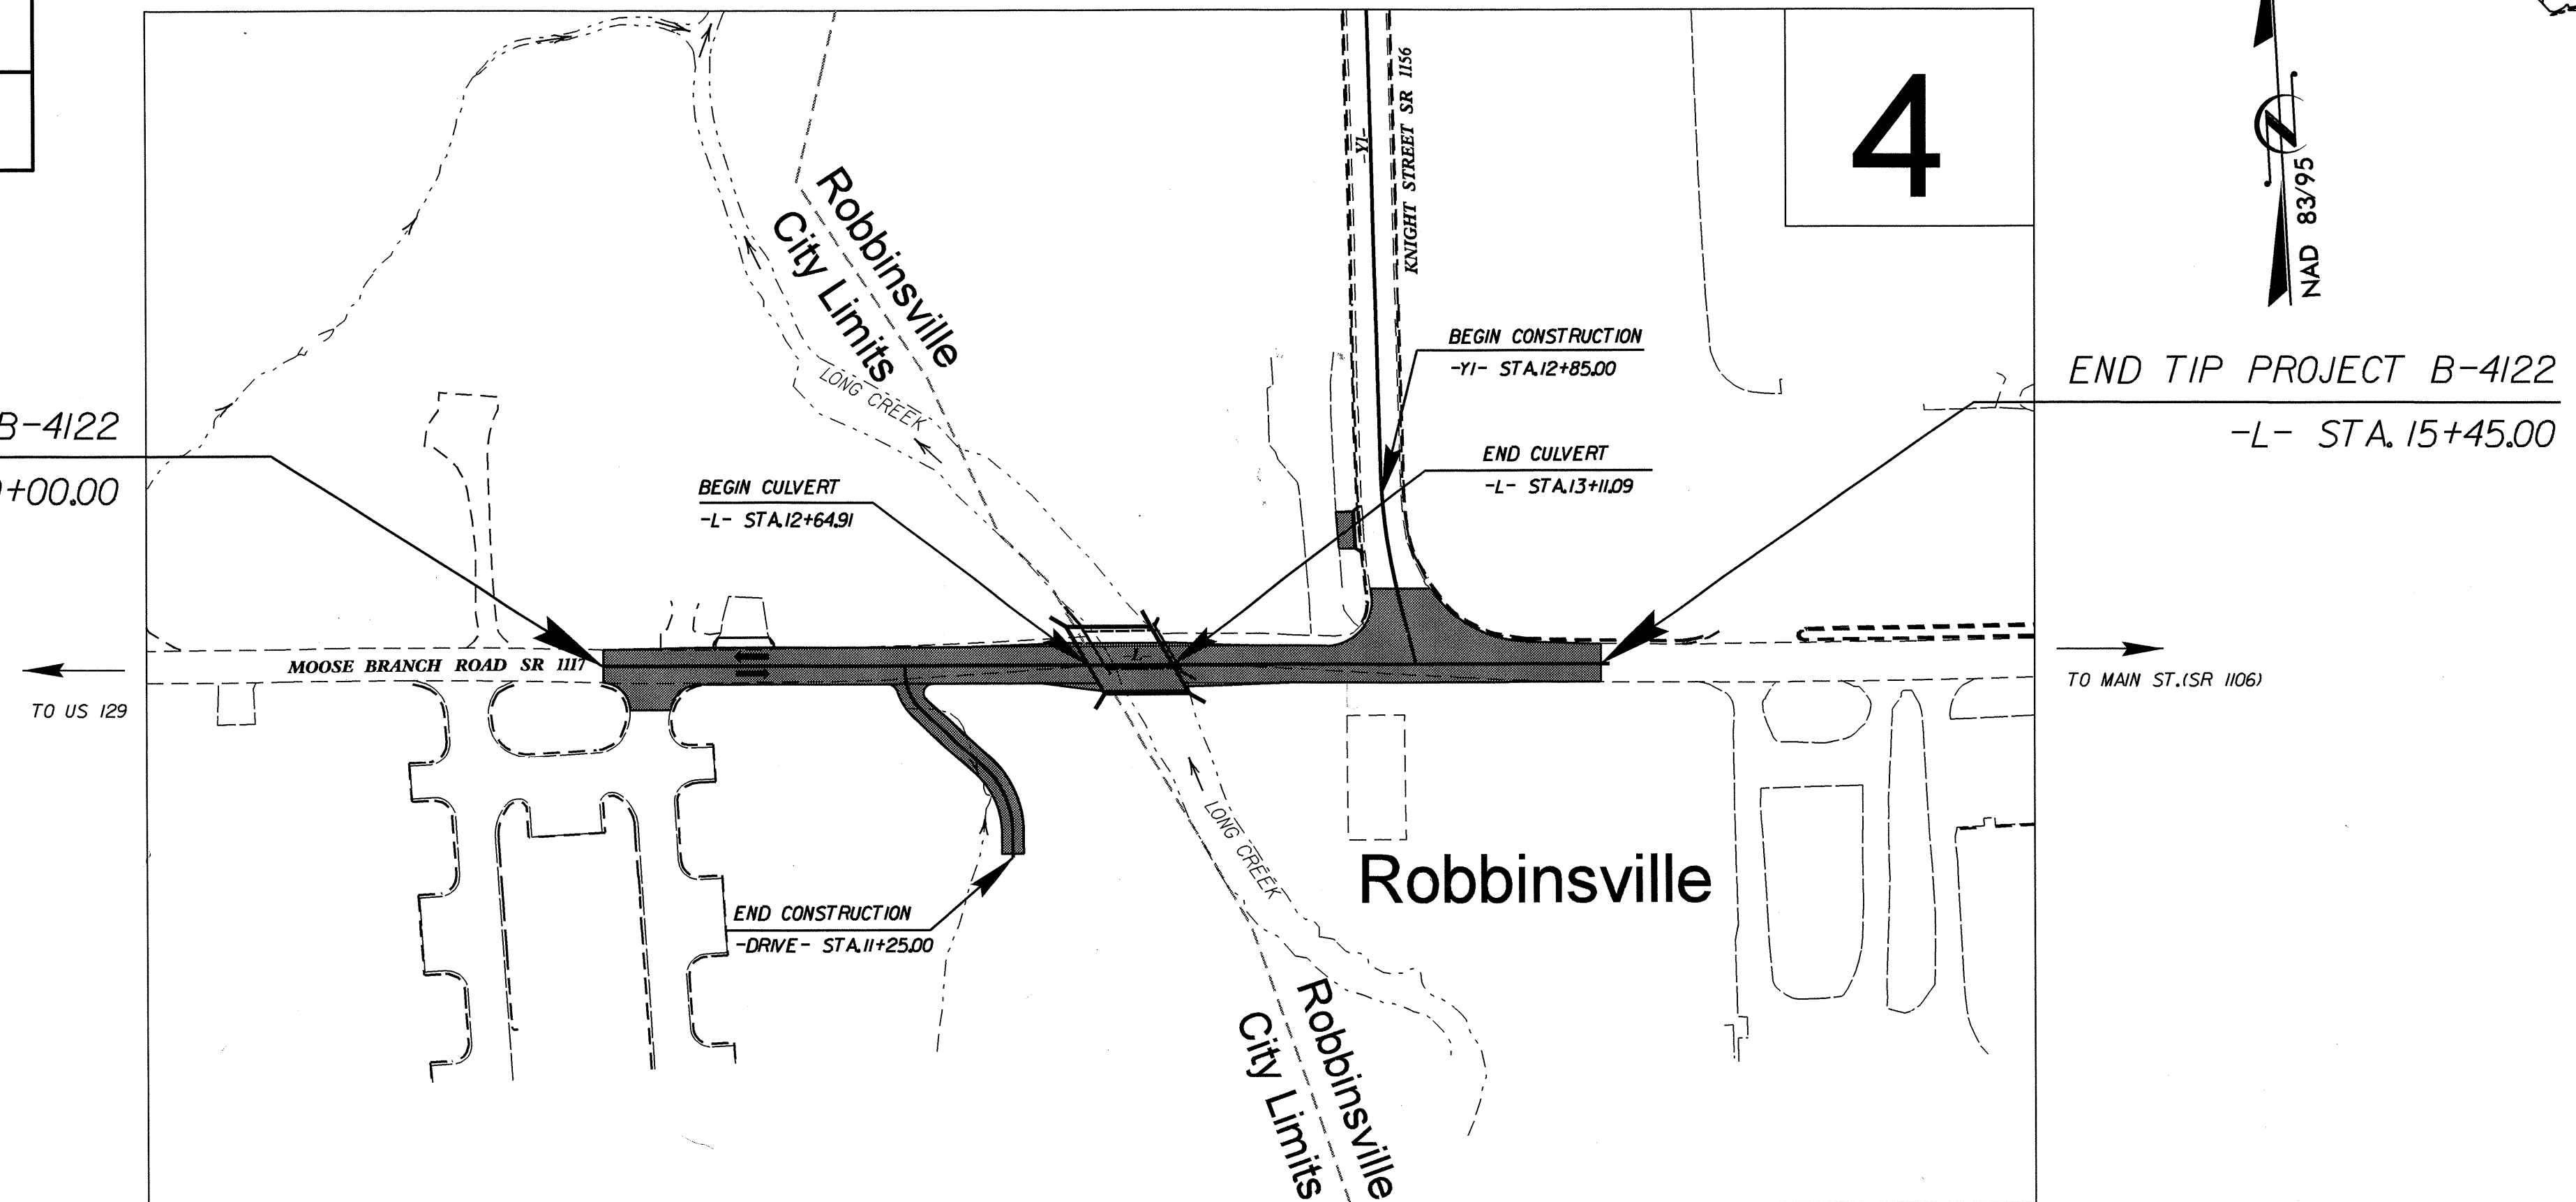 4
NAD 83/95
KNIGHT STREET SR 1156
-Y1-
Robbinsville
City Limits
LONG CREEK
BEGIN CONSTRUCTION
-Y1- STA.12+85.00
END TIP PROJECT B-4122
-L- STA. 15+45.00
B-4122
+00.00
END CULVERT
-L- STA.13+11.09
BEGIN CULVERT
-L- STA.12+64.91
MOOSE BRANCH ROAD SR 1117
-L-
TO US 129
TO MAIN ST.(SR 1106)
LONG CREEK
Robbinsville
END CONSTRUCTION
-DRIVE- STA.11+25.00
Robbinsville
City Limits